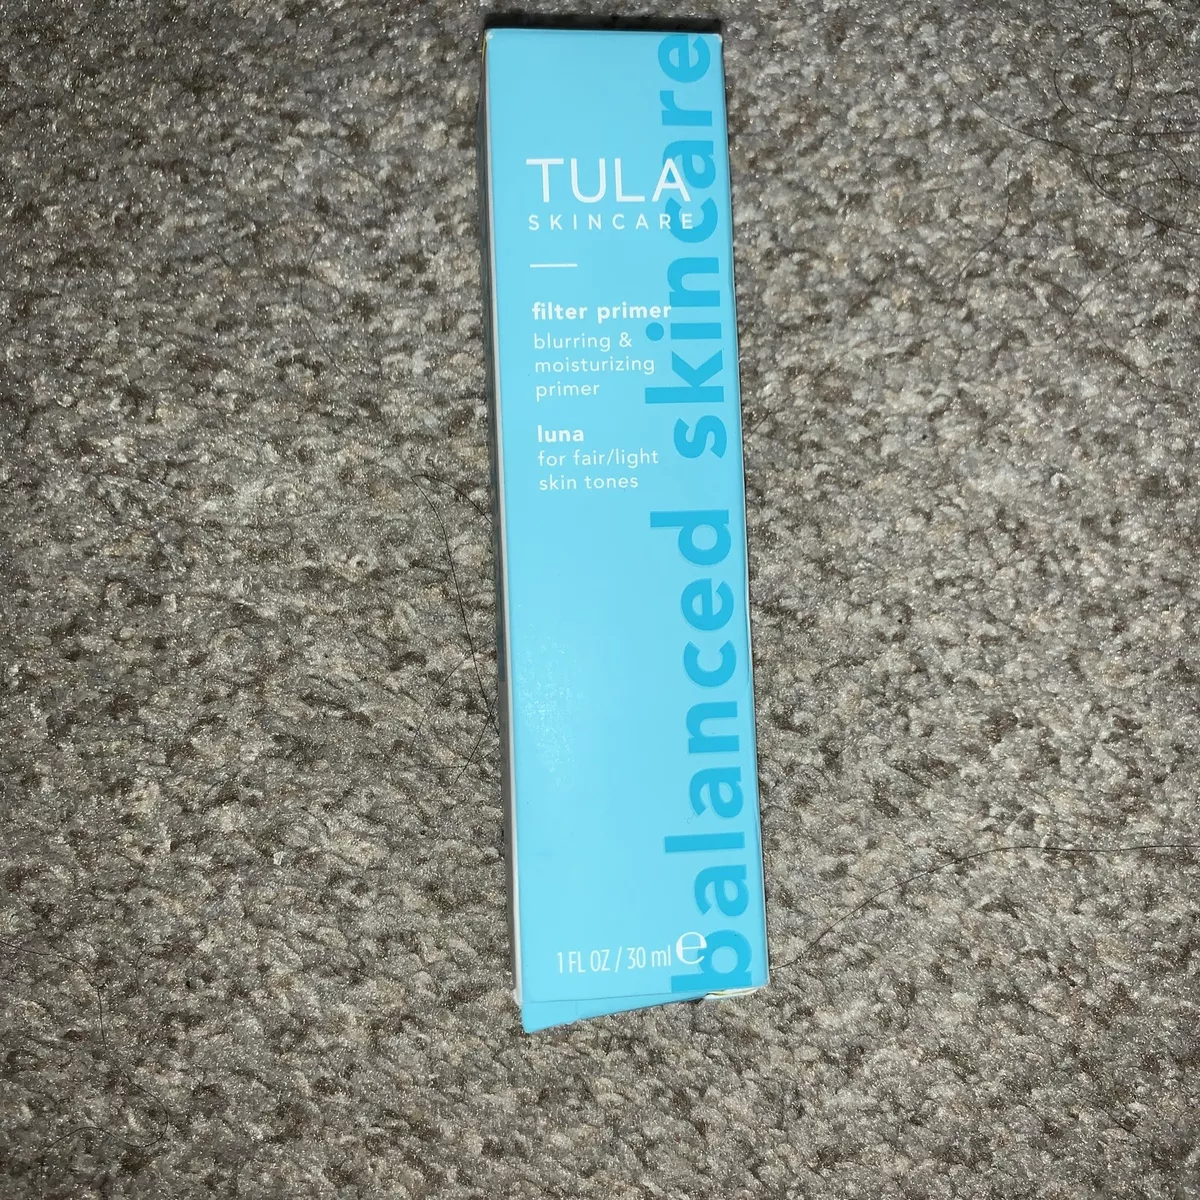 TULA
SKINCARE
filter primer
blurring &
moisturizing
primer
luna
for fair/light
skin tones
1 FL OZ / 30 ml ℮
balanced skincare